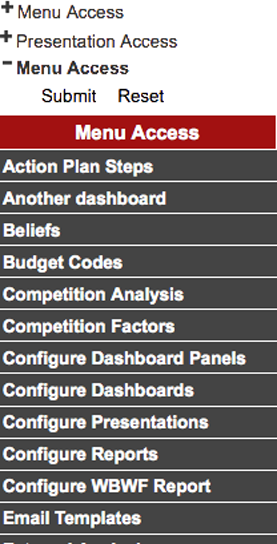 + Menu Access
+ Presentation Access
- Menu Access
Submit Reset
Menu Access
Action Plan Steps
Another dashboard
Beliefs
Budget Codes
Competition Analysis
Competition Factors
Configure Dashboard Panels
Configure Dashboards
Configure Presentations
Configure Reports
Configure WBWF Report
Email Templates